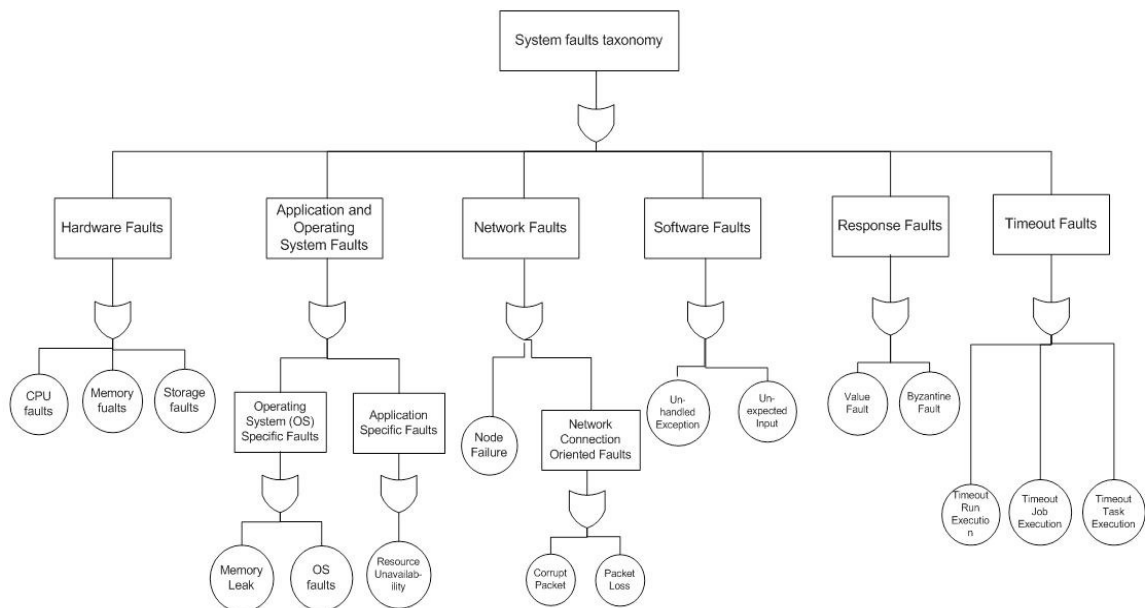 System faults taxonomy
Hardware Faults
Application and
Operating
System Faults
Network Faults
Software Faults
Response Faults
Timeout Faults
CPU
faults
Memory
fualts
Storage
faults
Operating
System (OS)
Specific Faults
Application
Specific Faults
Node
Failure
Network
Connection
Oriented Faults
Un-
handled
Exception
Un-
expected
Input
Value
Fault
Byzantine
Fault
Timeout
Run
Executio
n
Timeout
Job
Execution
Timeout
Task
Execution
Memory
Leak
OS
faults
Resource
Unavailab-
ility
Corrupt
Packet
Packet
Loss